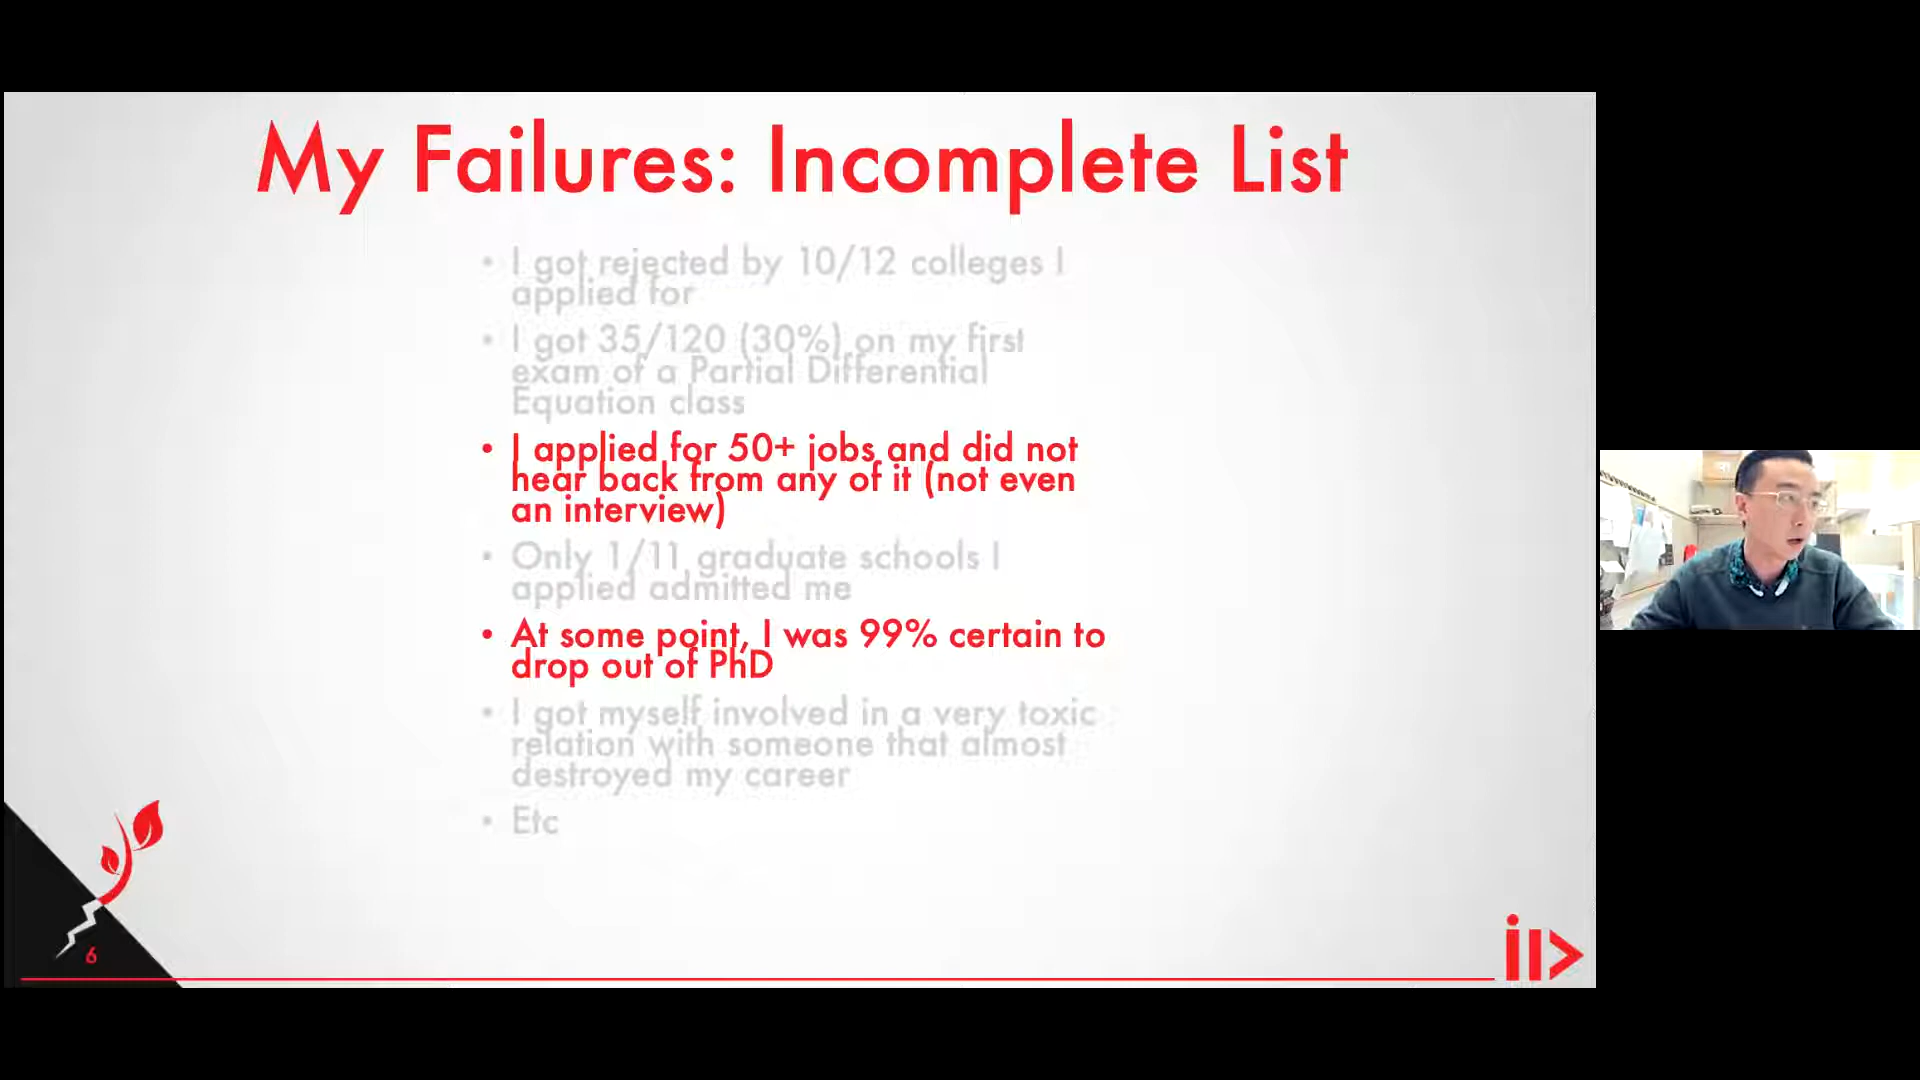 My Failures: Incomplete List
• I got rejected by 10/12 colleges I
applied for
• I got 35/120 (30%) on my first
exam of a Partial Differential
Equation class
• I applied for 50+ jobs and did not
hear back from any of it (not even
an interview)
• Only 1/11 graduate schools I
applied admitted me
• At some point, I was 99% certain to
drop out of PhD
• I got myself involved in a very toxic
relation with someone that almost
destroyed my career
• Etc
6